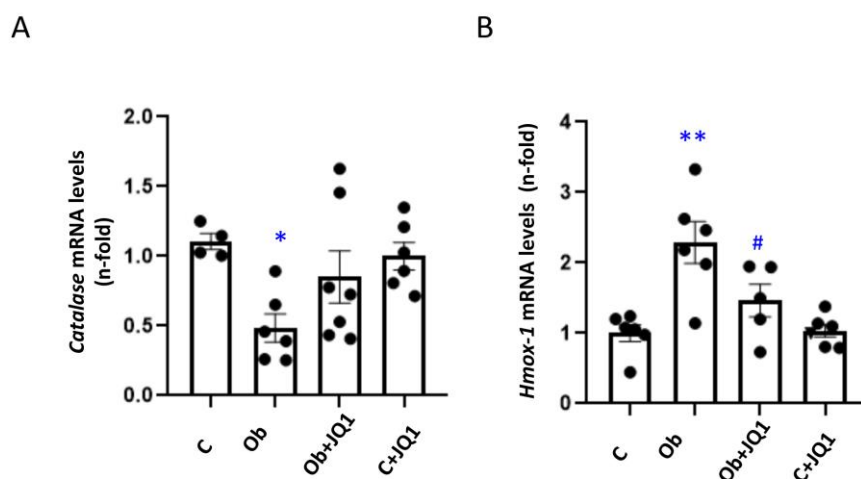 A
B
Catalase mRNA levels
(n-fold)
2.0
1.5
1.0
0.5
0.0
*
C
Ob
Ob+JQ1
C+JQ1
Hmox-1 mRNA levels (n-fold)
4
3
2
1
0
**
#
C
Ob
Ob+JQ1
C+JQ1